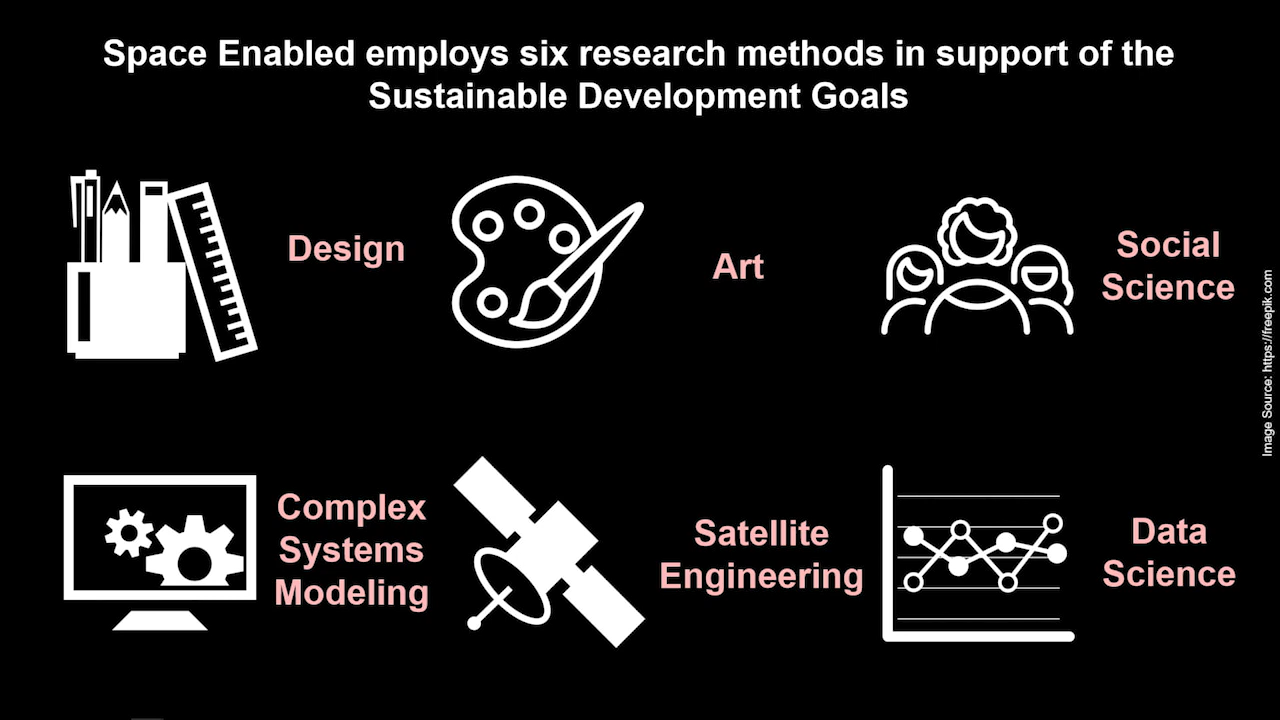 Space Enabled employs six research methods in support of the
Sustainable Development Goals
Design
Art
Social
Science
Complex
Systems
Modeling
Satellite
Engineering
Data
Science
Image Source: https://freepik.com